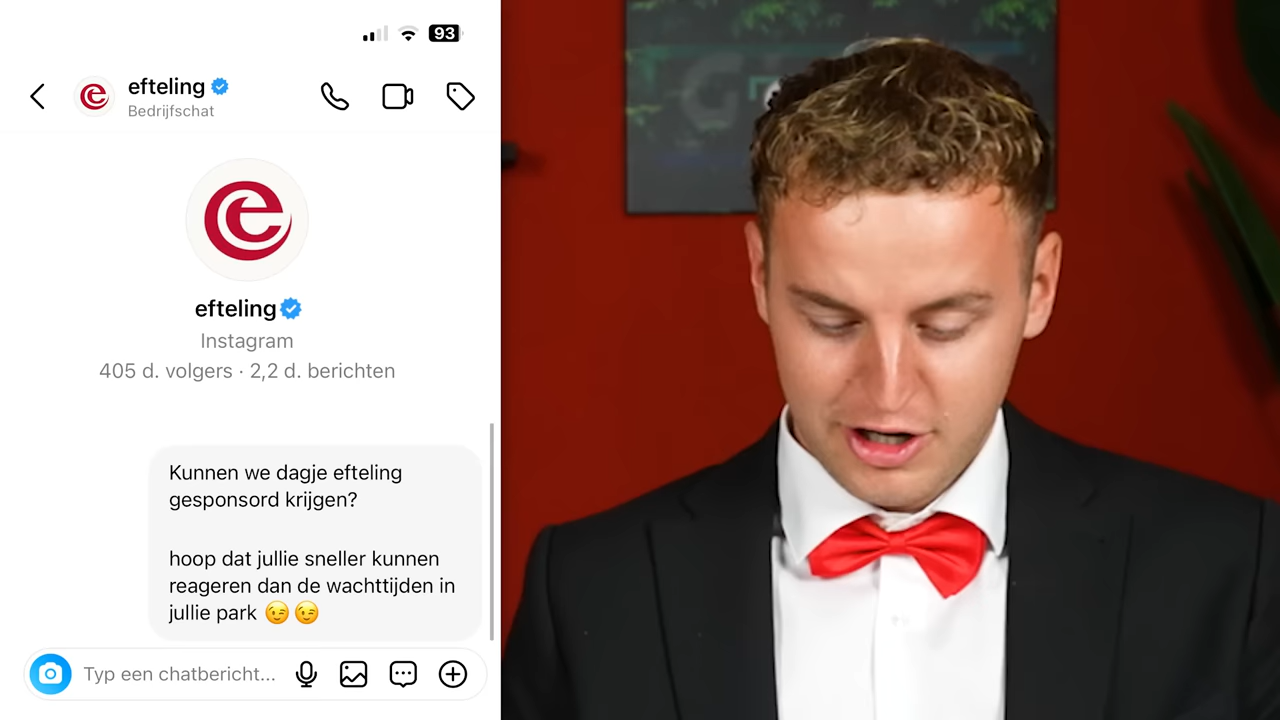 93
efteling
Bedrijfschat
efteling
Instagram
405 d. volgers · 2,2 d. berichten
Kunnen we dagje efteling
gesponsord krijgen?
hoop dat jullie sneller kunnen
reageren dan de wachttijden in
jullie park 😉😉
Typ een chatbericht...